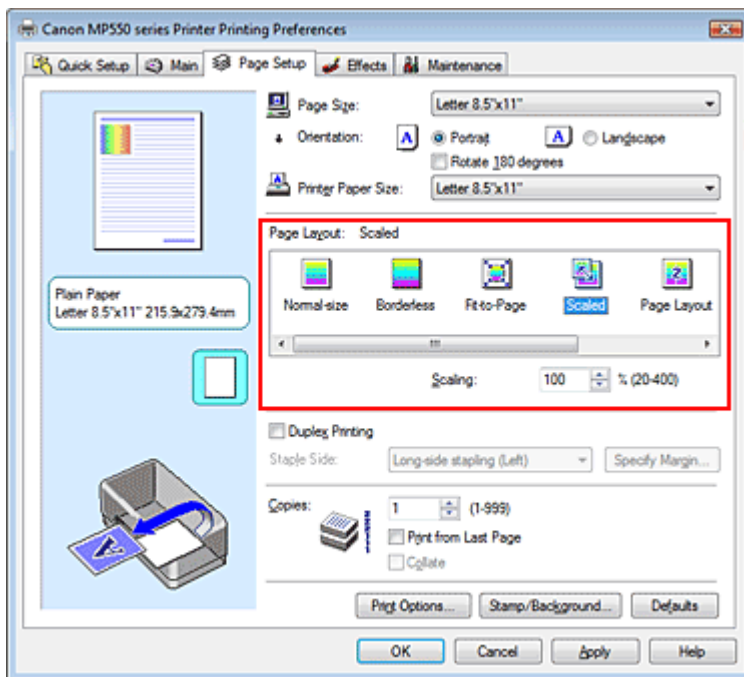 Canon MP550 series Printer Printing Preferences
Quick Setup Main Page Setup Effects Maintenance
Page Size: Letter 8.5"x11"
Orientation: A Portrait A Landscape
Rotate 180 degrees
Printer Paper Size: Letter 8.5"x11"
Page Layout: Scaled
Normal-size Borderless Fit-to-Page Scaled Page Layout
Scaling: 100 % (20-400)
Plain Paper
Letter 8.5"x11" 215.9x279.4mm
Duplex Printing
Staple Side: Long-side stapling (Left) Specify Margin...
Copies: 1 (1-999)
Print from Last Page
Collate
Print Options... Stamp/Background... Defaults
OK Cancel Apply Help